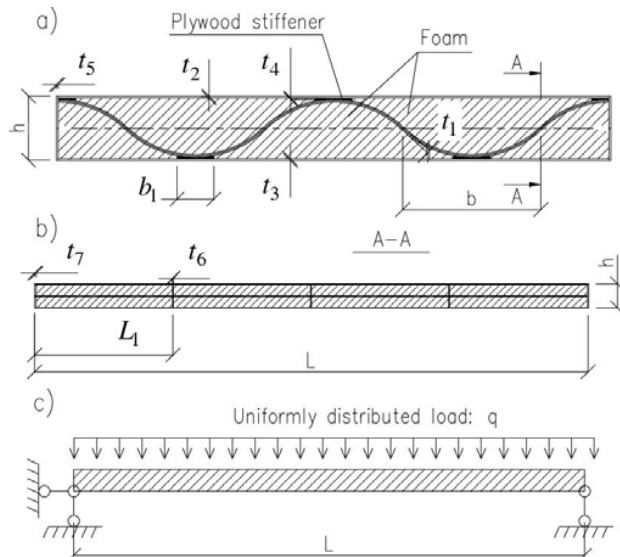 a)
Plywood stiffener
Foam
t5
t2
t4
A
h
t1
b1
t3
b
A
b)
A-A
t7
t6
h
L1
L
c)
Uniformly distributed load: q
L